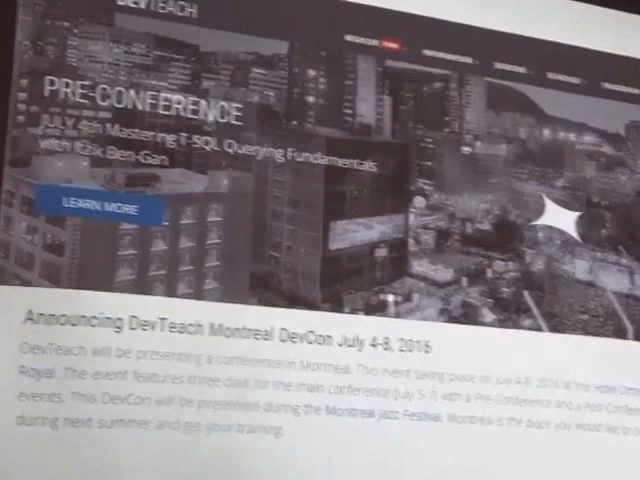 DEVTEACH
PRE-CONFERENCE
JULY 4th Mastering T-SQL Querying Fundamentals
with Itzik Ben-Gan
LEARN MORE
Announcing DevTeach Montreal DevCon July 4-8, 2016
DevTeach will be presenting a conference in Montreal. This event taking place on July 4-8, 2016 at the Hotel
Royal. The event features three days for the main conference (July 5-7) with a Pre-Conference and a Post
events. This DevCon will be presented during the Montreal Jazz Festival. Montreal is the place you would like to
during next summer and get your training.